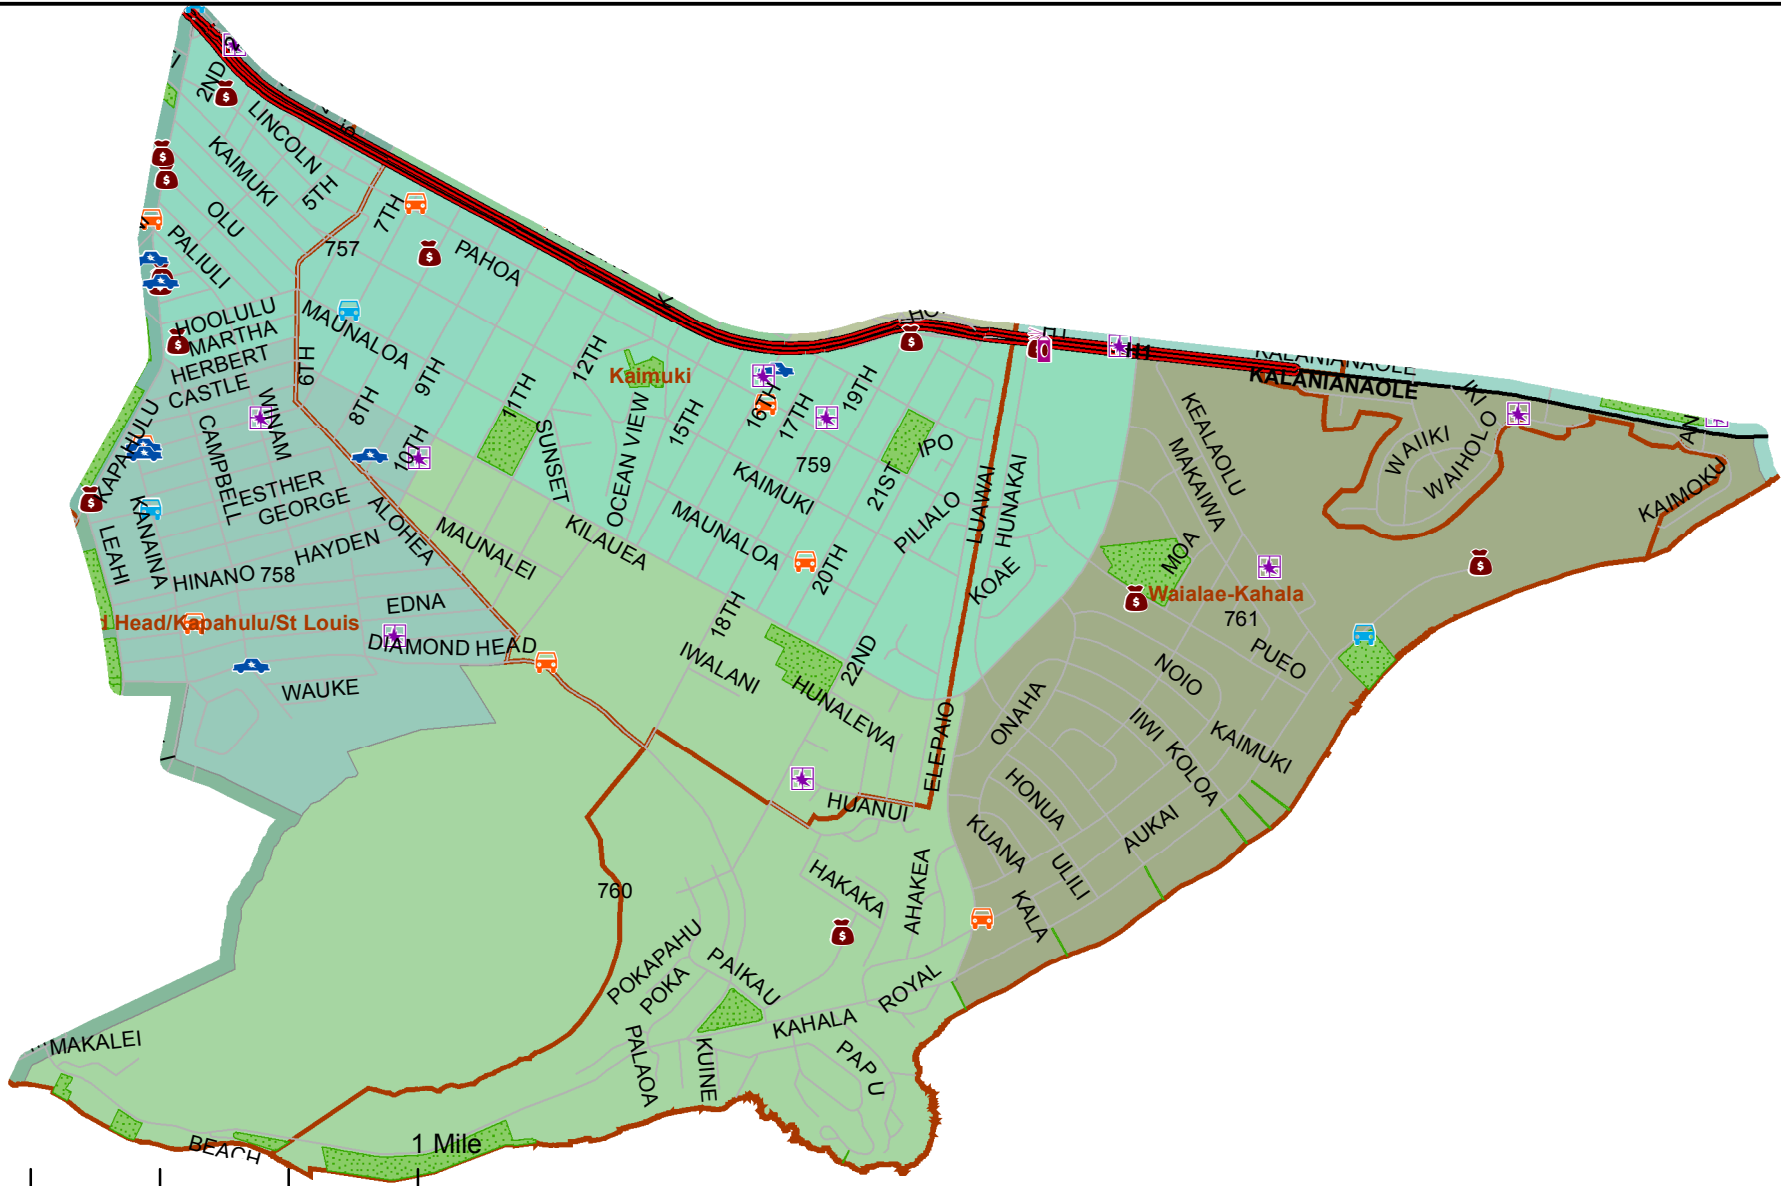 2ND
LINCOLN
KAIMUKI
5TH
7TH
OLU
757
PAHOA
PALIULI
HOOLULU
MARTHA
HERBERT
CASTLE
MAUNALOA
6TH
9TH
8TH
12TH
Kaimuki
11TH
10TH
KAPAHULU
WINAM
CAMPBELL
ESTHER
GEORGE
KANAINA
LEAHI
ALOHEA
HAYDEN
HINANO
758
EDNA
DIAMOND HEAD
Head/Kapahulu/St Louis
WAUKE
SUNSET
OCEAN VIEW
15TH
16TH
17TH
19TH
759
KAIMUKI
21ST
IPO
PILIALO
LUAWAI
HUNAKAI
KOAE
MAUNALEI
KILAUEA
MAUNALOA
20TH
18TH
22ND
IWALANI
HUNALEWA
ELEPAIO
HUANUI
KALANIANAOLE
KALANIANAOLE
IKI
WAIIKI
WAIHOLO
KAIMOKU
KEALAOLU
MAKAIWA
MOA
Waialae-Kahala
761
PUEO
NOIO
ONAHA
IIWI
KOLOA
KAIMUKI
HONUA
AUKAI
KUANA
ULILI
KALA
760
HAKAKA
AHAKEA
POKAPAHU
POKA
PAIKAU
ROYAL
KAHALA
PALAOA
KUINE
PAPU
MAKALEI
BEACH
1 Mile